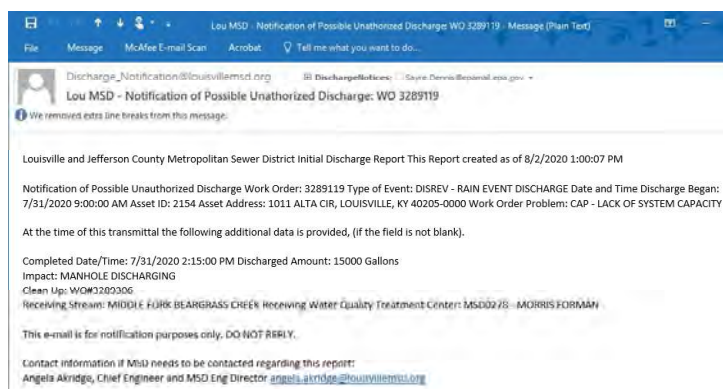 Lou MSD - Notification of Possible Unathorized Discharge: WO 3289119 - Message (Plain Text)
File Message McAfee E-mail Scan Acrobat Tell me what you want to do...
Discharge_Notification@louisvillemsd.org DischargeNotices;
Lou MSD - Notification of Possible Unathorized Discharge: WO 3289119
We removed extra line breaks from this message.
Louisville and Jefferson County Metropolitan Sewer District Initial Discharge Report This Report created as of 8/2/2020 1:00:07 PM
Notification of Possible Unauthorized Discharge Work Order: 3289119 Type of Event: DISREV - RAIN EVENT DISCHARGE Date and Time Discharge Began:
7/31/2020 9:00:00 AM Asset ID: 2154 Asset Address: 1011 ALTA CIR, LOUISVILLE, KY 40205-0000 Work Order Problem: CAP - LACK OF SYSTEM CAPACITY
At the time of this transmittal the following additional data is provided, (if the field is not blank).
Completed Date/Time: 7/31/2020 2:15:00 PM Discharged Amount: 15000 Gallons
Impact: MANHOLE DISCHARGING
Clean Up:
Receiving Stream: MIDDLE FORK BEARGRASS CREEK Receiving Water Quality Treatment Center: MSD0278 - MORRIS FORMAN
This e-mail is for notification purposes only. DO NOT REPLY.
Contact information if MSD needs to be contacted regarding this report:
Angela Akridge, Chief Engineer and MSD Eng Director angela.akridge@louisvillemsd.org